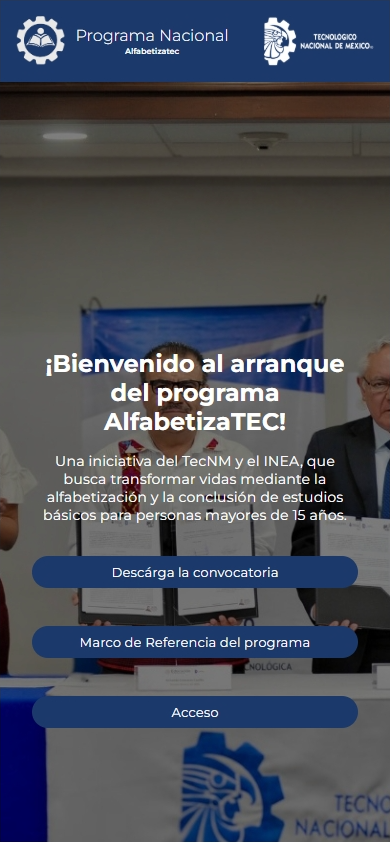 Programa Nacional
Alfabetizatec
TECNOLÓGICO
NACIONAL DE MÉXICO
¡Bienvenido al arranque
del programa
AlfabetizaTEC!
Una iniciativa del TecNM y el INEA, que
busca transformar vidas mediante la
alfabetización y la conclusión de estudios
básicos para personas mayores de 15 años.
Descárga la convocatoria
Marco de Referencia del programa
NOLÓGICA
Acceso
TECNO
NACIONAL